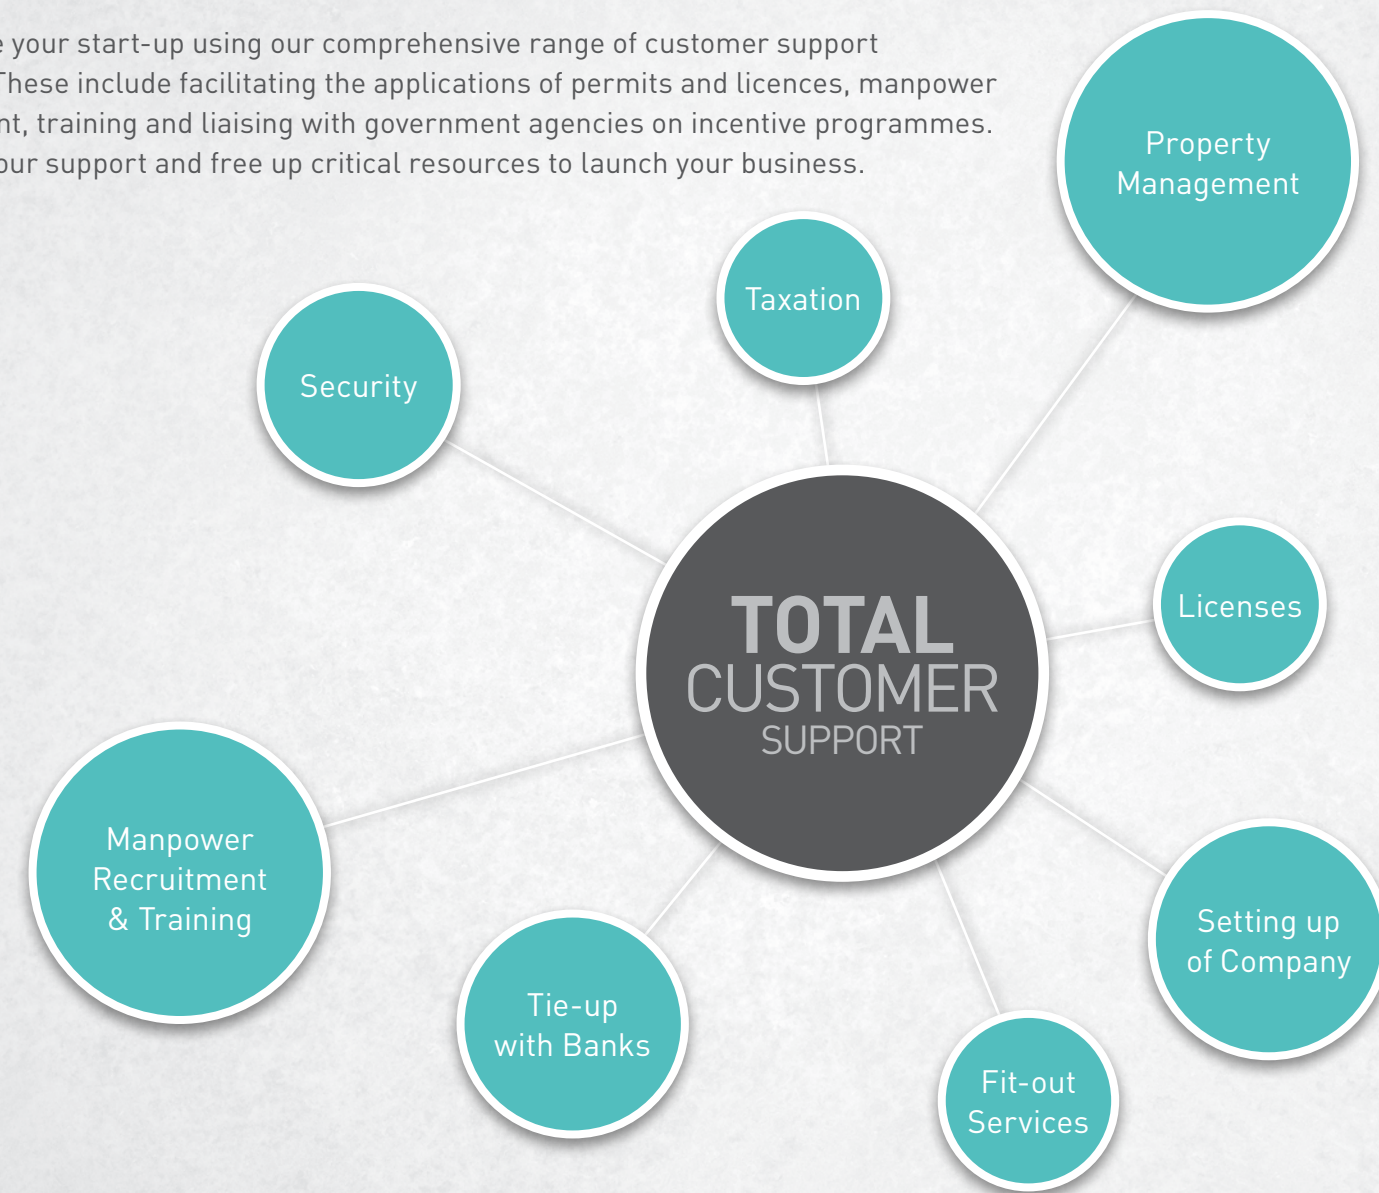 your start-up using our comprehensive range of customer support
These include facilitating the applications of permits and licences, manpower
training and liaising with government agencies on incentive programmes.
our support and free up critical resources to launch your business.
Property
Management
Taxation
Security
Licenses
TOTAL
CUSTOMER
SUPPORT
Manpower
Recruitment
& Training
Setting up
of Company
Tie-up
with Banks
Fit-out
Services